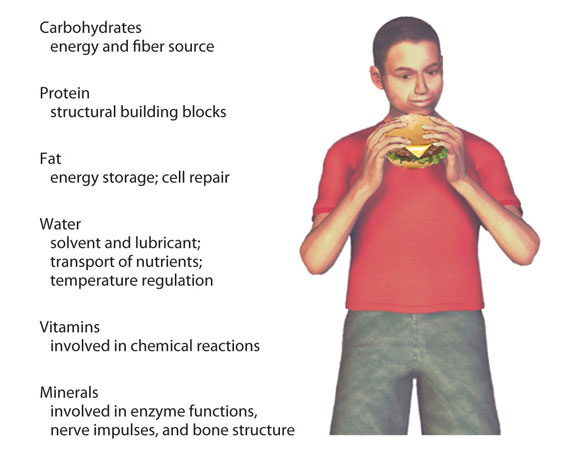 Carbohydrates
energy and fiber source
Protein
structural building blocks
Fat
energy storage; cell repair
Water
solvent and lubricant;
transport of nutrients;
temperature regulation
Vitamins
involved in chemical reactions
Minerals
involved in enzyme functions,
nerve impulses, and bone structure